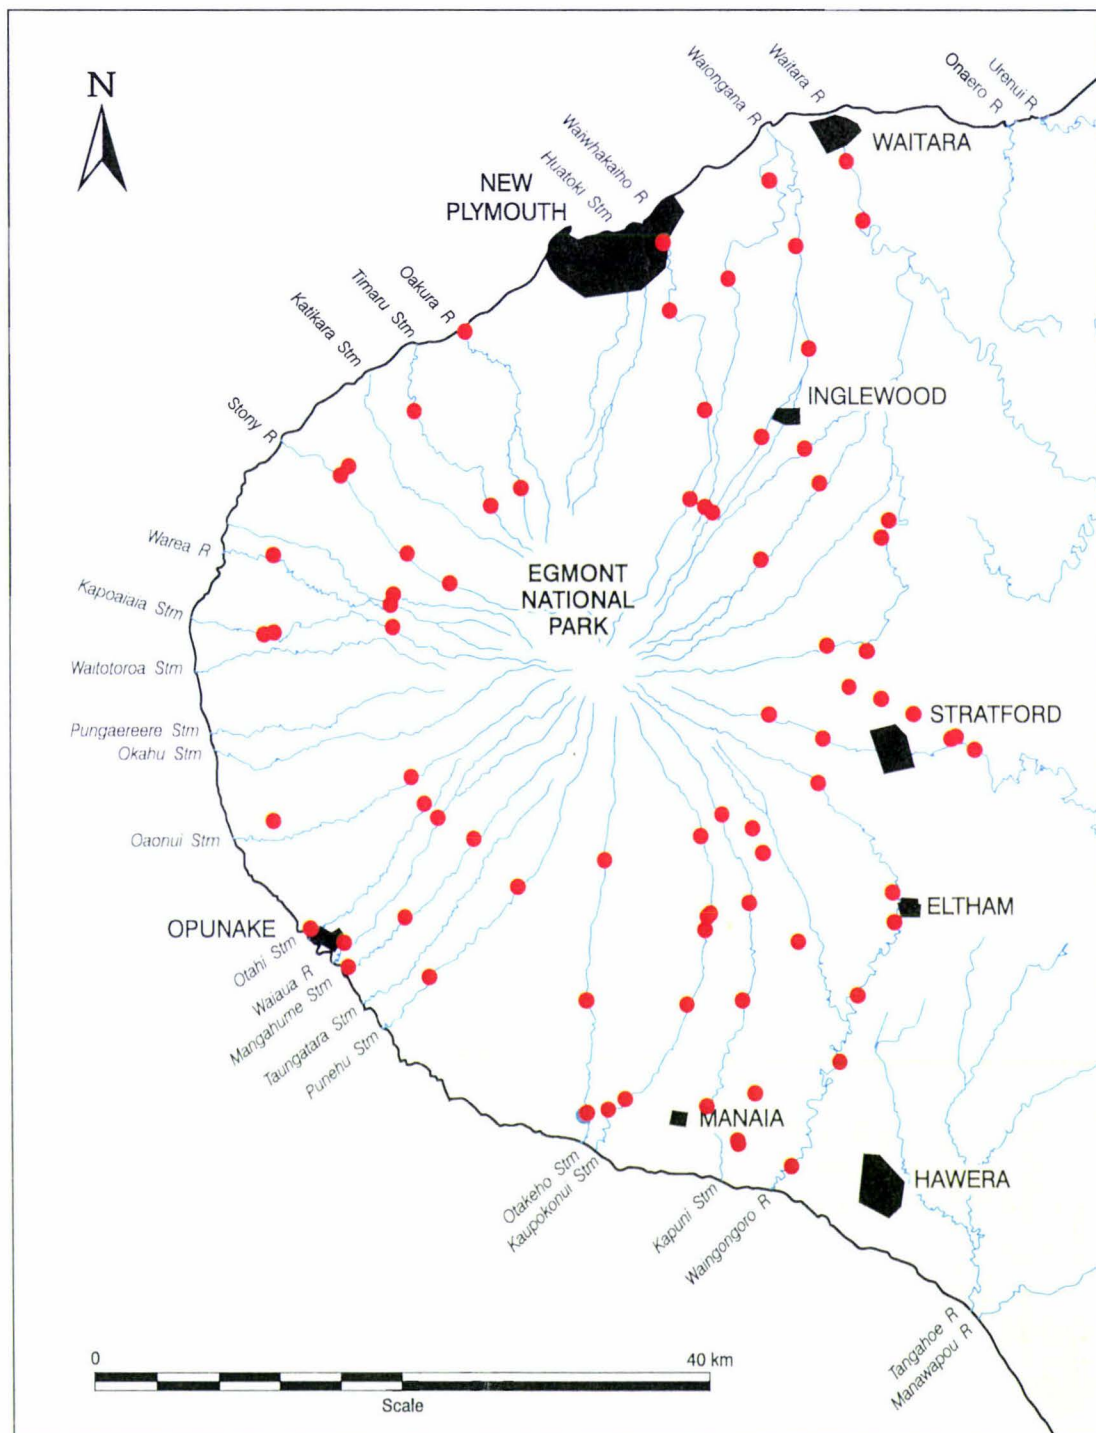 N
Waiongana R
Waitara R
Onaero R
Urenui R
WAITARA
Waiwhakaiho R
Huatoki Stm
NEW
PLYMOUTH
Oakura R
Timaru Stm
Katikara Stm
Stony R
INGLEWOOD
Warea R
Kapoaiaia Stm
EGMONT
NATIONAL
PARK
Waitotoroa Stm
Pungaereere Stm
Okahu Stm
STRATFORD
Oaonui Stm
OPUNAKE
ELTHAM
Otahi Stm
Waiaua R
Mangahume Stm
Taungatara Stm
Punehu Stm
MANAIA
HAWERA
Otakeho Stm
Kaupokonui Stm
Kapuni Stm
Waingongoro R
Tangahoe R
Manawapou R
0 40 km
Scale